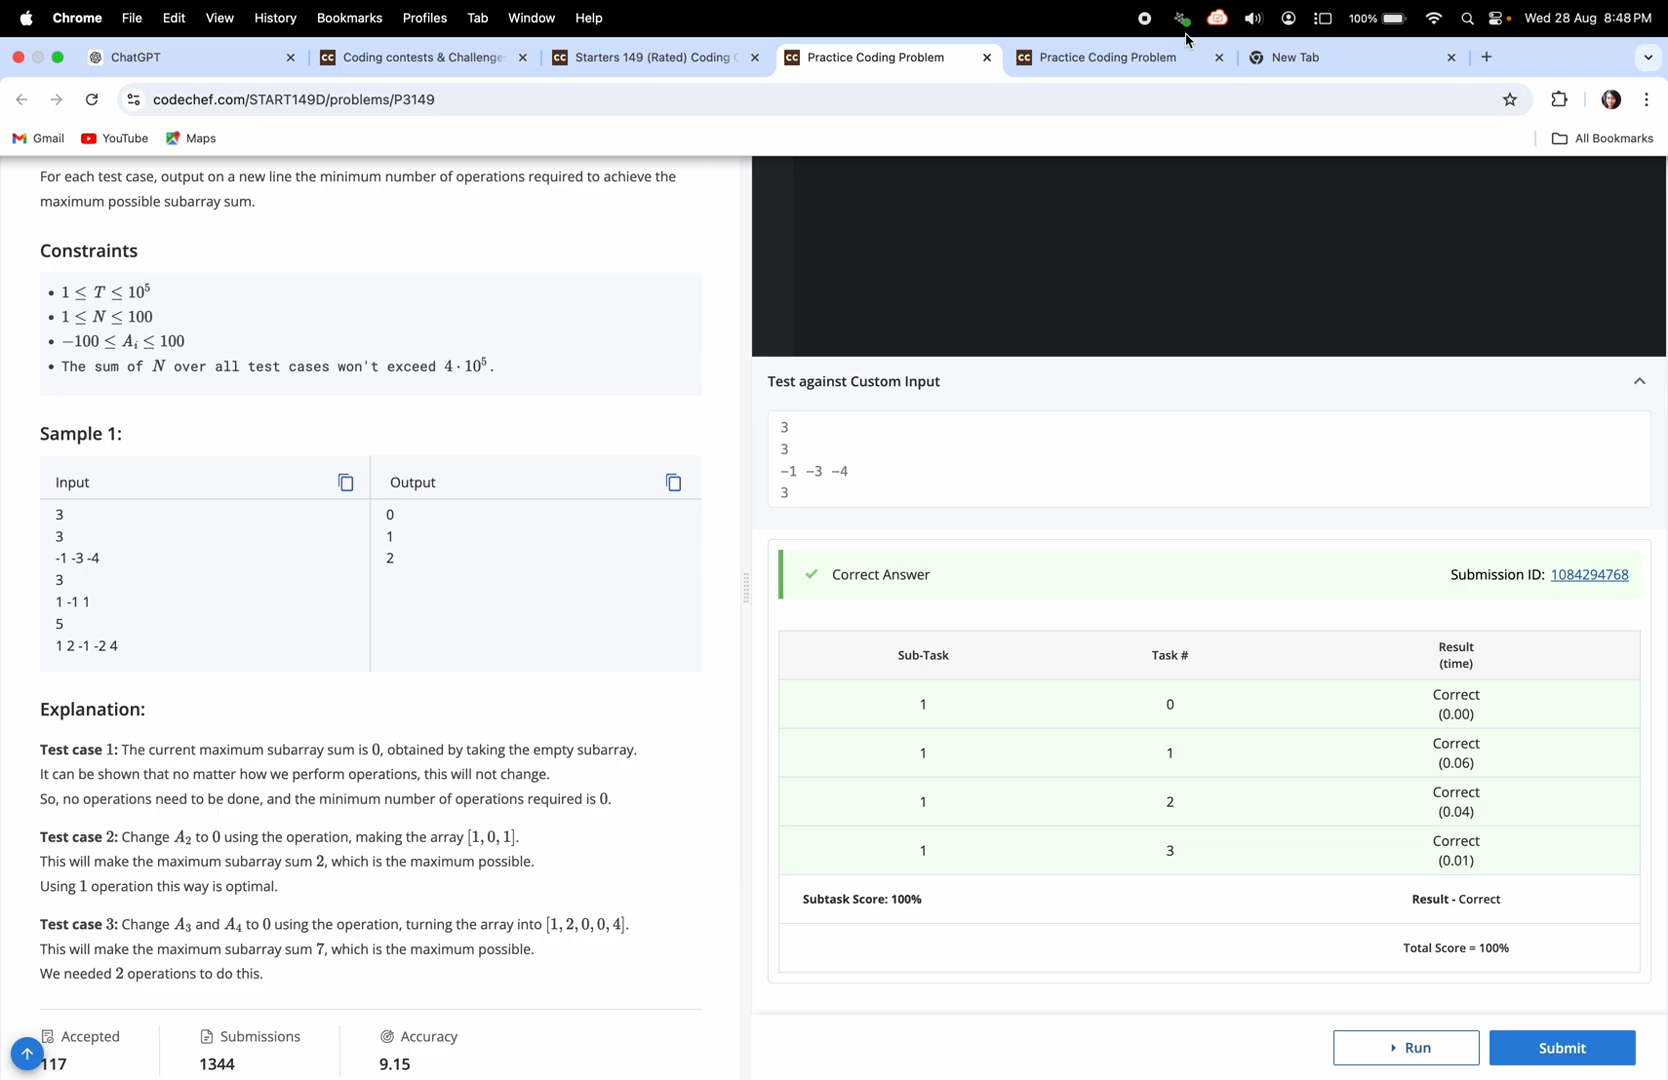 Chrome File Edit View History Bookmarks Profiles Tab Window Help 100% Wed 28 Aug 8:48 PM
ChatGPT
CC Coding contests & Challenge
CC Starters 149 (Rated) Coding
CC Practice Coding Problem
CC Practice Coding Problem
New Tab
codechef.com/START149D/problems/P3149
Gmail YouTube Maps All Bookmarks
For each test case, output on a new line the minimum number of operations required to achieve the
maximum possible subarray sum.
Constraints
• 1 ≤ T ≤ 10⁵
• 1 ≤ N ≤ 100
• −100 ≤ Aᵢ ≤ 100
• The sum of N over all test cases won't exceed 4 · 10⁵.
Sample 1:
Input Output
3 0
3 1
-1 -3 -4 2
3
1 -1 1
5
1 2 -1 -2 4
Explanation:
Test case 1: The current maximum subarray sum is 0, obtained by taking the empty subarray.
It can be shown that no matter how we perform operations, this will not change.
So, no operations need to be done, and the minimum number of operations required is 0.
Test case 2: Change A₂ to 0 using the operation, making the array [1, 0, 1].
This will make the maximum subarray sum 2, which is the maximum possible.
Using 1 operation this way is optimal.
Test case 3: Change A₃ and A₄ to 0 using the operation, turning the array into [1, 2, 0, 0, 4].
This will make the maximum subarray sum 7, which is the maximum possible.
We needed 2 operations to do this.
Accepted Submissions Accuracy
117 1344 9.15
Test against Custom Input
3
3
-1 -3 -4
3
Correct Answer Submission ID: 1084294768
Sub-Task Task # Result
(time)
1 0 Correct
(0.00)
1 1 Correct
(0.06)
1 2 Correct
(0.04)
1 3 Correct
(0.01)
Subtask Score: 100% Result - Correct
Total Score = 100%
Run Submit